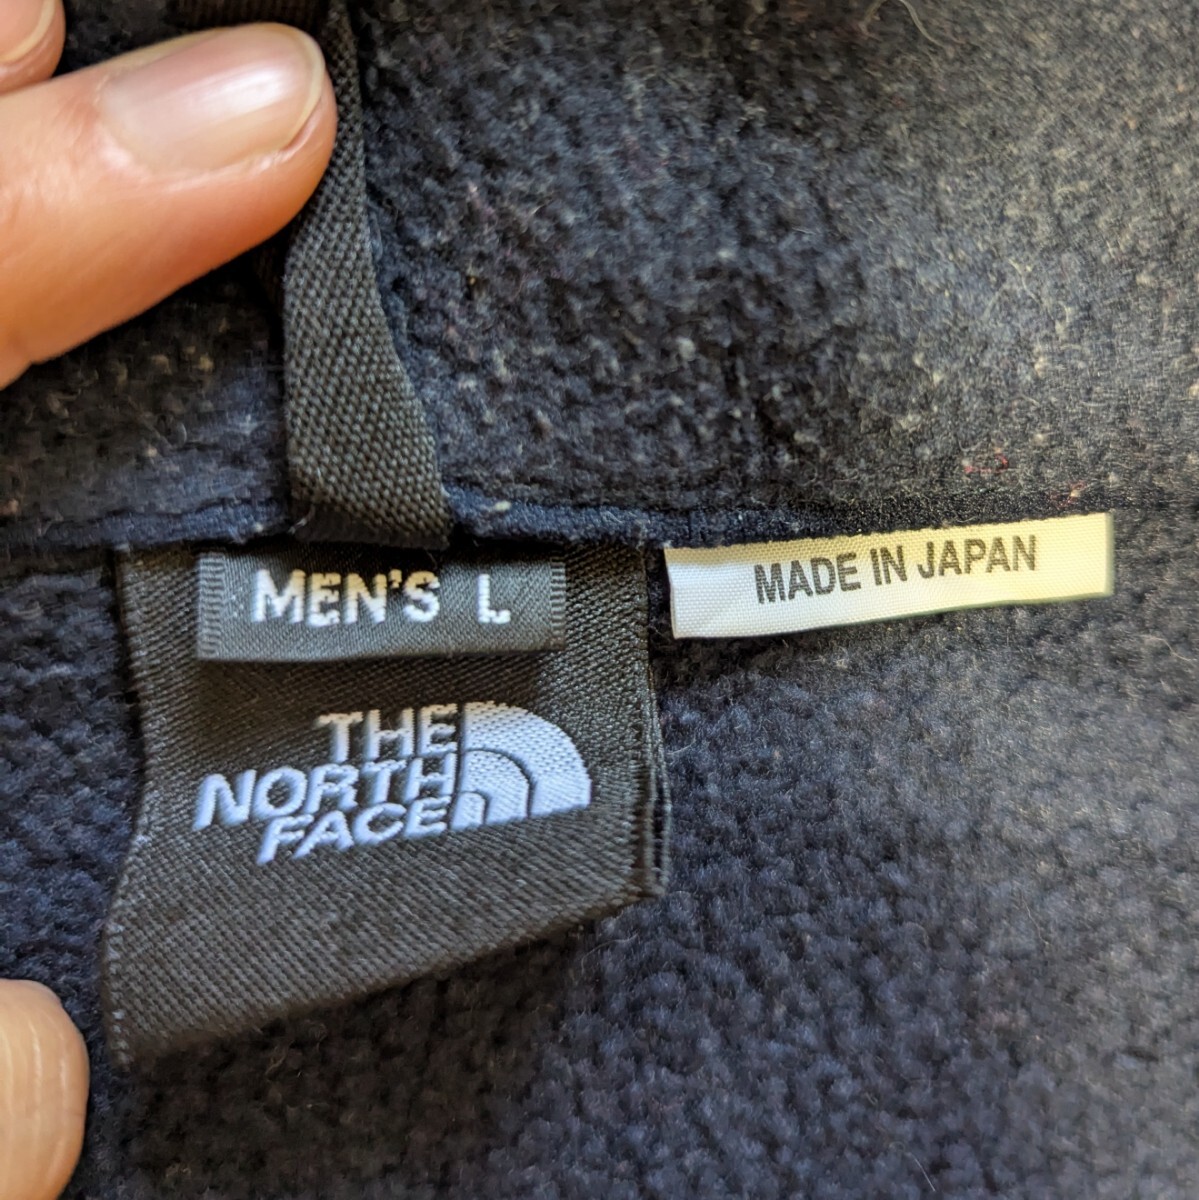 MEN'S L
MADE IN JAPAN
THE
NORTH
FACE